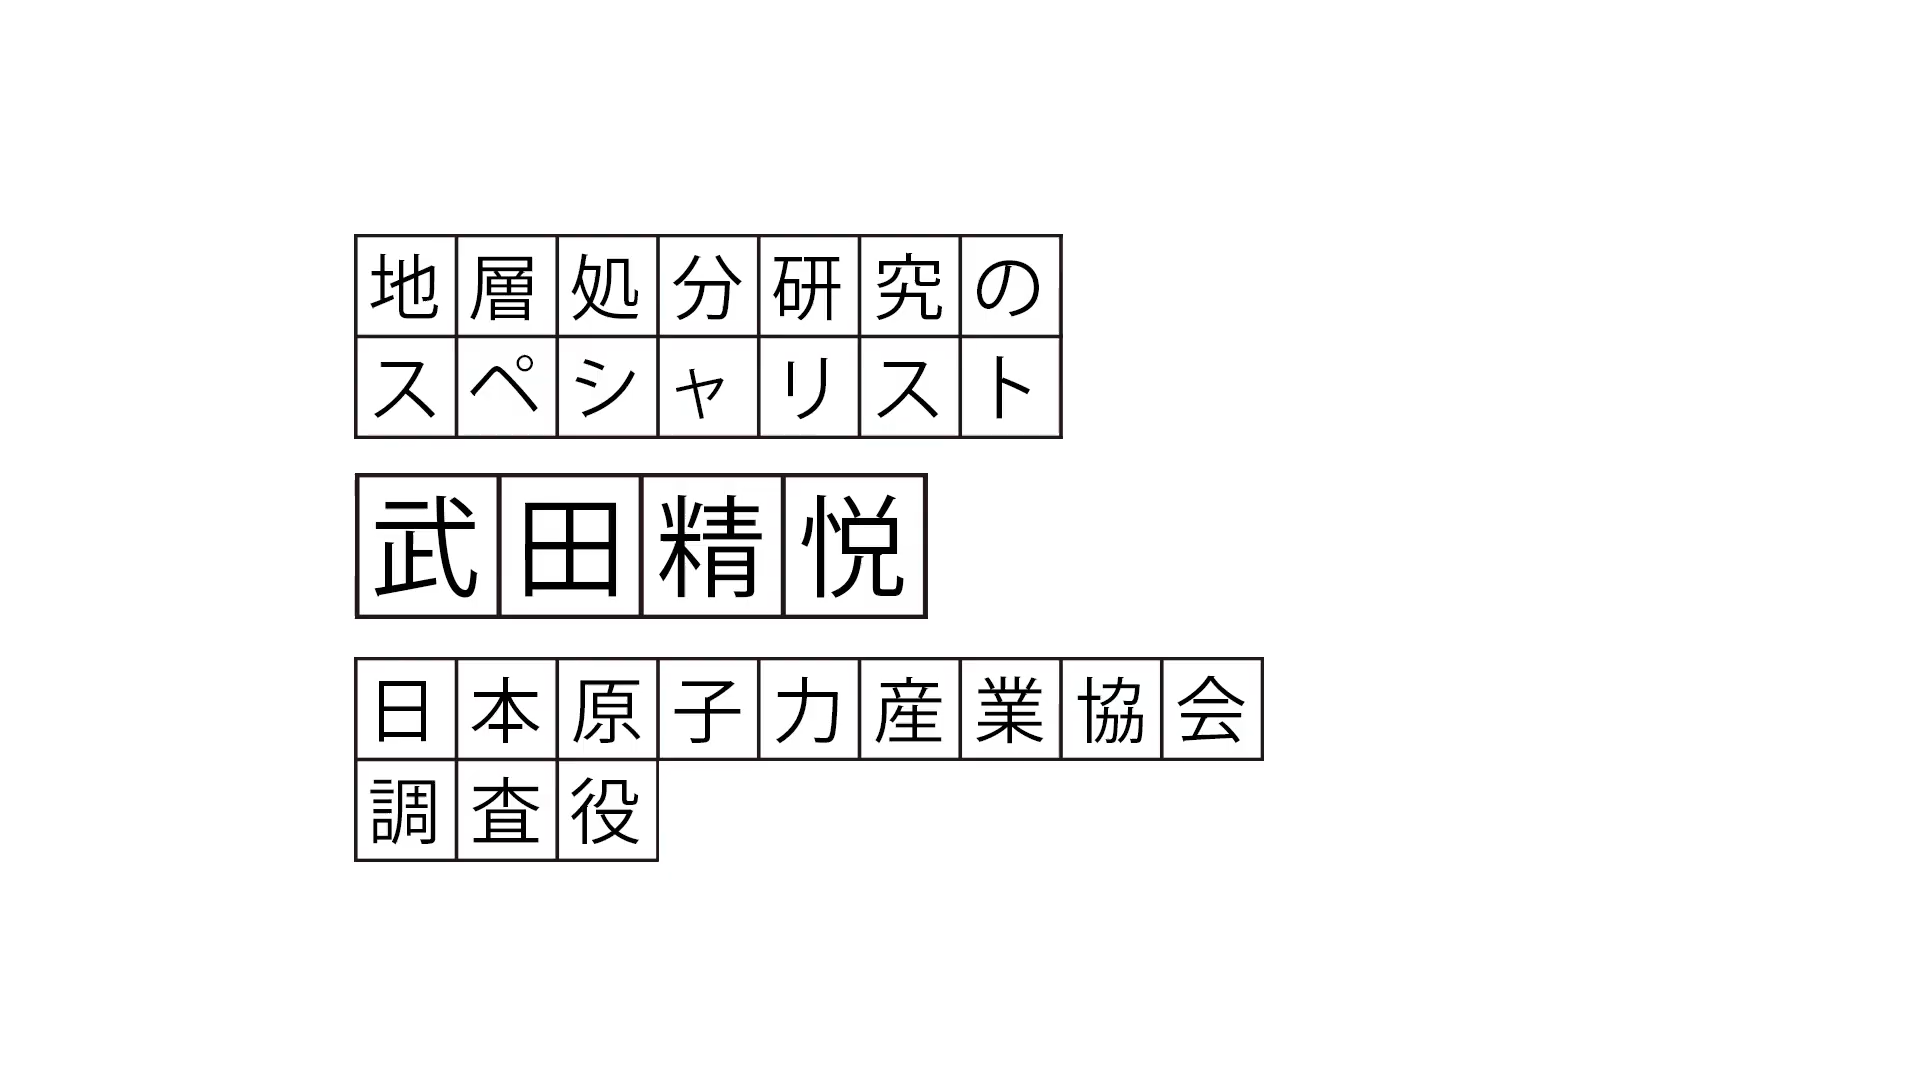 地層処分研究の
スペシャリスト
武田精悦
日本原子力産業協会
調査役